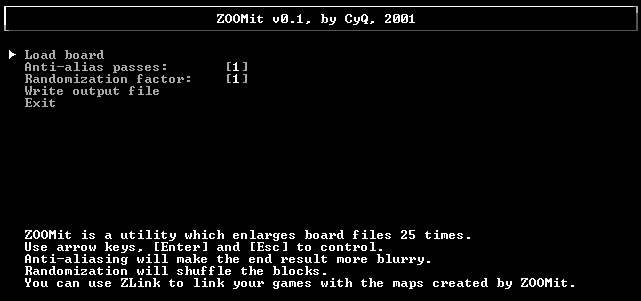 ZOOMit v0.1, by CyQ, 2001
Load board
Anti-alias passes: [1]
Randomization factor: [1]
Write output file
Exit
ZOOMit is a utility which enlarges board files 25 times.
Use arrow keys, [Enter] and [Esc] to control.
Anti-aliasing will make the end result more blurry.
Randomization will shuffle the blocks.
You can use ZLink to link your games with the maps created by ZOOMit.